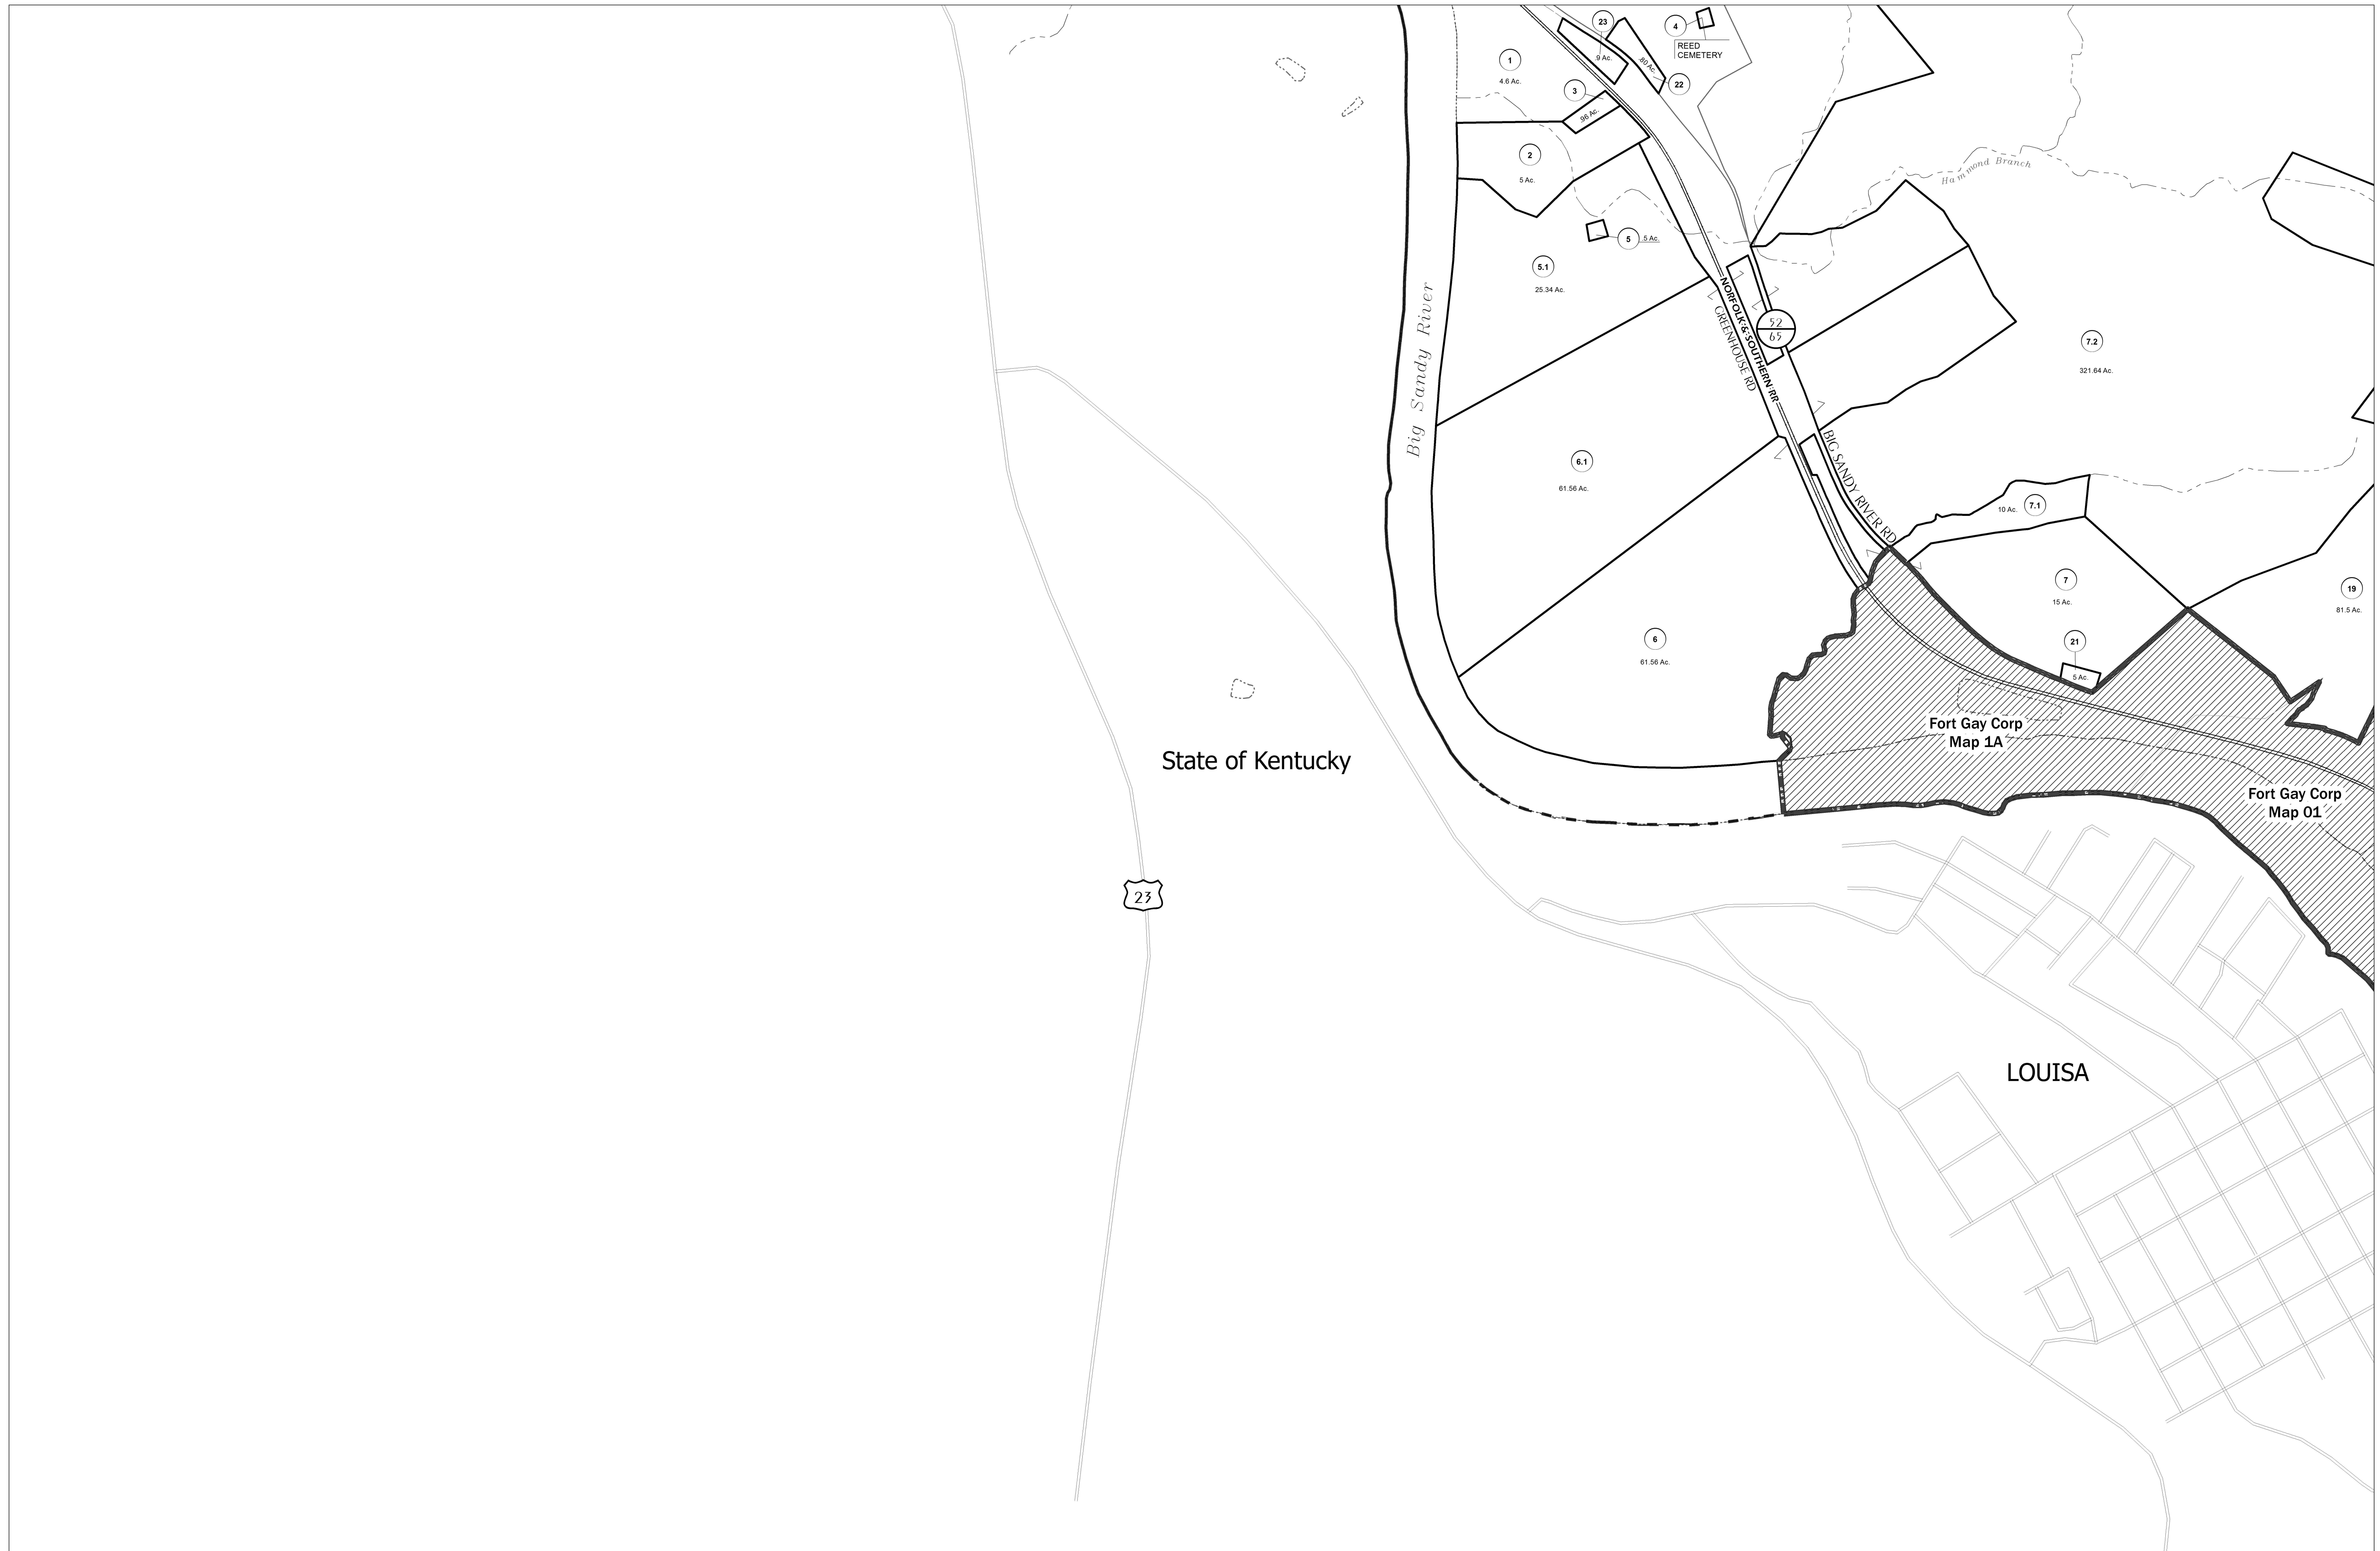 23
4
REED
CEMETERY
1
4.6 Ac.
.9 Ac.
.80 Ac.
22
3
.96 Ac.
2
5 Ac.
Hammond Branch
5
.5 Ac.
5.1
25.34 Ac.
Big Sandy River
NORFOLK & SOUTHERN RR
GREENHOUSE RD
52
65
7.2
321.64 Ac.
6.1
61.56 Ac.
BIG SANDY RIVER RD
10 Ac.
7.1
7
15 Ac.
19
81.5 Ac.
6
61.56 Ac.
21
.5 Ac.
Fort Gay Corp
Map 1A
State of Kentucky
Fort Gay Corp
Map 01
23
LOUISA